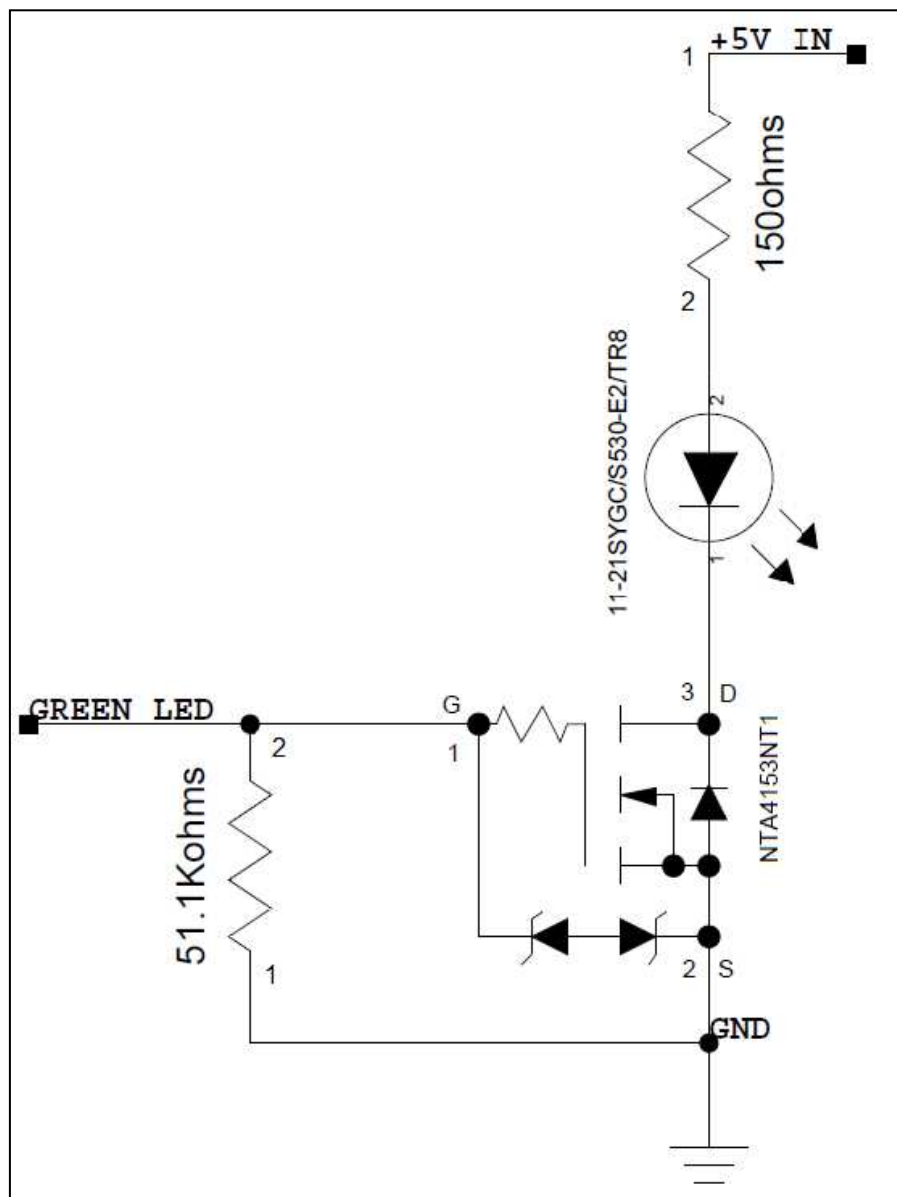 +5V IN
1
150ohms
2
11-21SYGC/S530-E2/TR8
2
1
GREEN LED
2
G
1
3 D
NTA4153NT1
51.1Kohms
1
2 S
GND